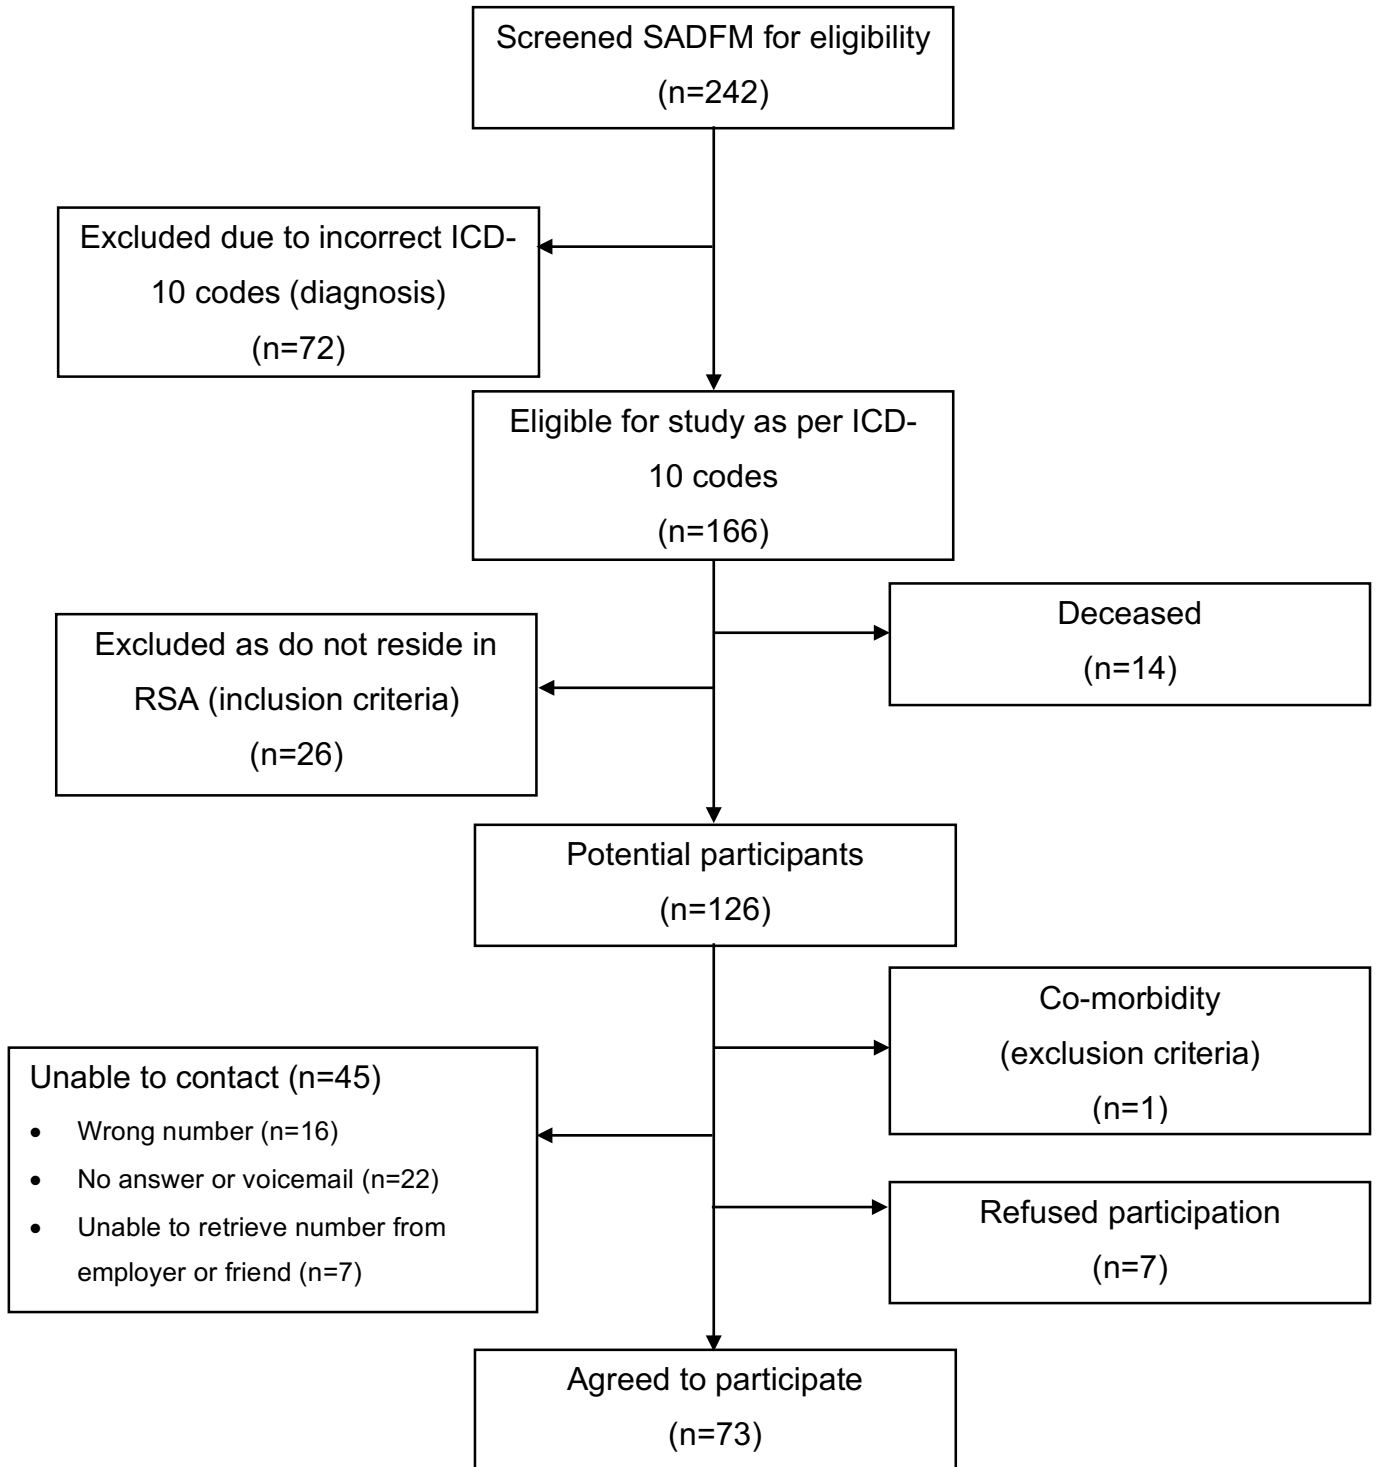 Screened SADFM for eligibility
(n=242)
Excluded due to incorrect ICD-
10 codes (diagnosis)
(n=72)
Eligible for study as per ICD-
10 codes
(n=166)
Deceased
(n=14)
Excluded as do not reside in
RSA (inclusion criteria)
(n=26)
Potential participants
(n=126)
Co-morbidity
(exclusion criteria)
(n=1)
Unable to contact (n=45)
• Wrong number (n=16)
• No answer or voicemail (n=22)
• Unable to retrieve number from
employer or friend (n=7)
Refused participation
(n=7)
Agreed to participate
(n=73)